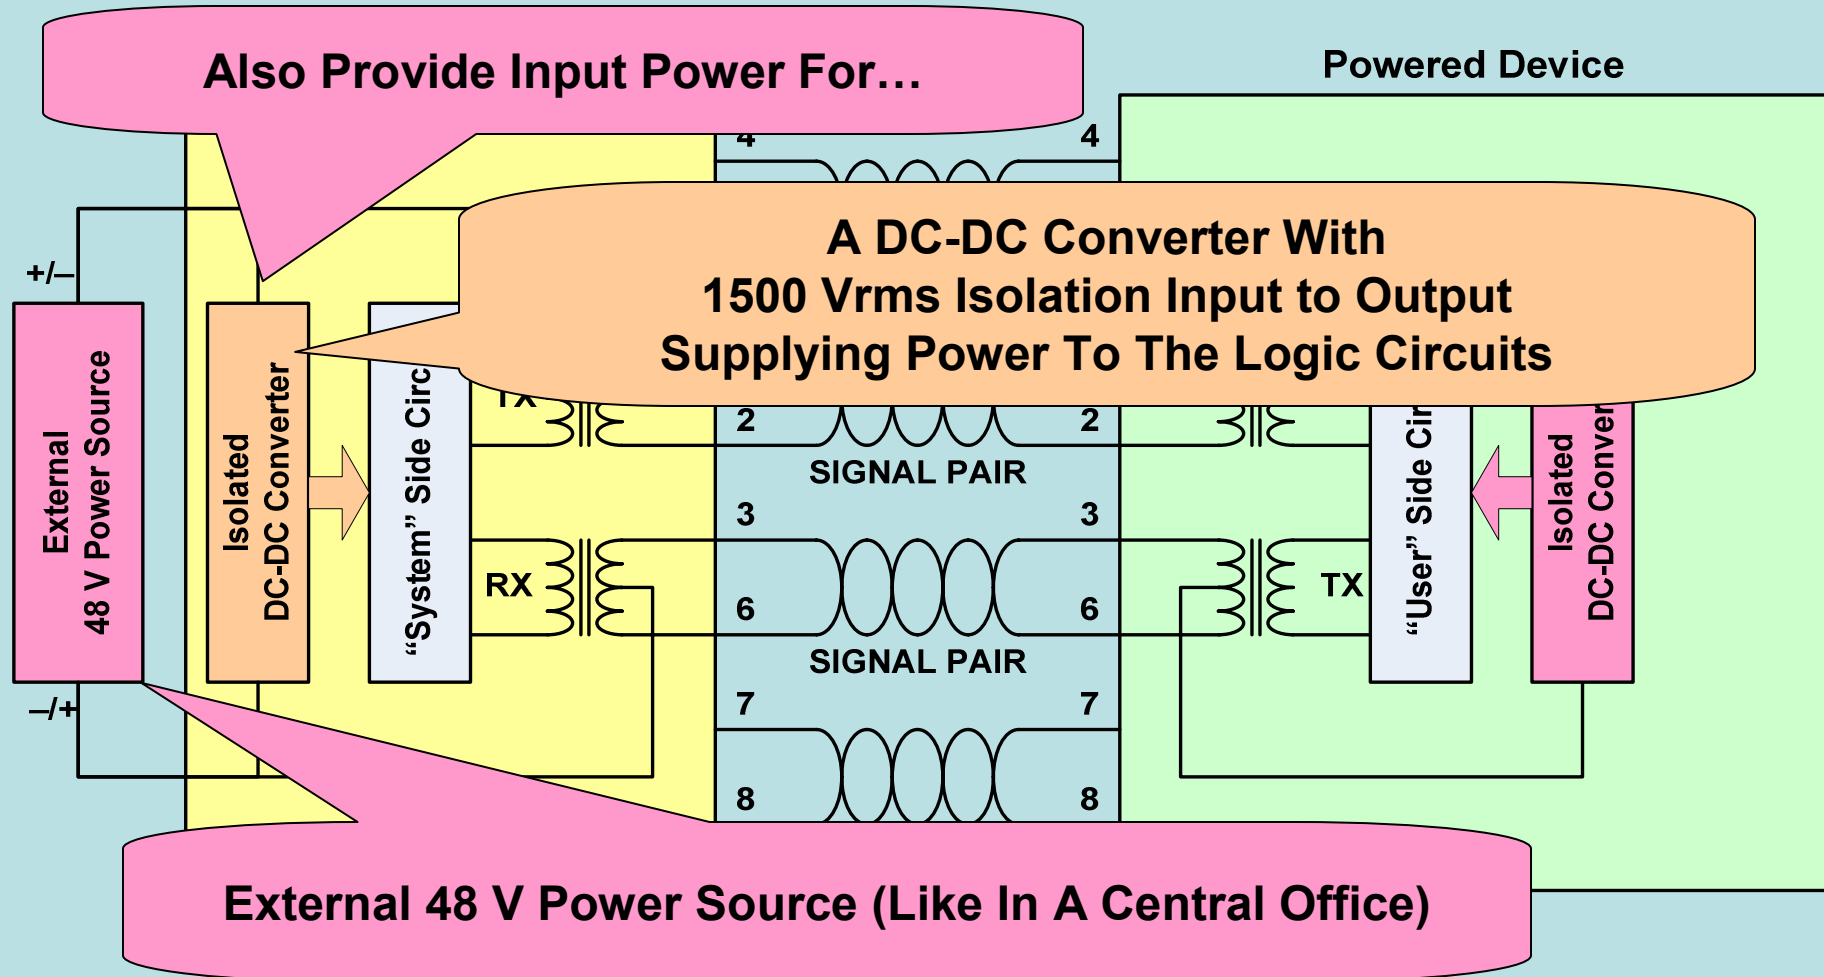 Also Provide Input Power For…
Powered Device
4
4
A DC-DC Converter With
1500 Vrms Isolation Input to Output
Supplying Power To The Logic Circuits
+/–
External
48 V Power Source
–/+
Isolated
DC-DC Converter
“System” Side Circ
TX
2
2
SIGNAL PAIR
3
3
RX
TX
6
6
SIGNAL PAIR
7
7
8
8
“User” Side Cir
Isolated
DC-DC Conver
External 48 V Power Source (Like In A Central Office)